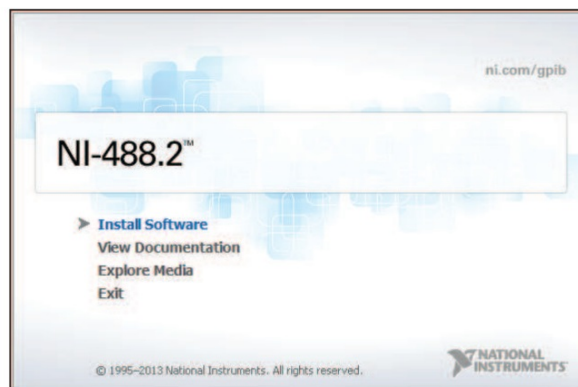 ni.com/gpib
NI-488.2™
Install Software
View Documentation
Explore Media
Exit
© 1995–2013 National Instruments. All rights reserved.
NATIONAL
INSTRUMENTS™